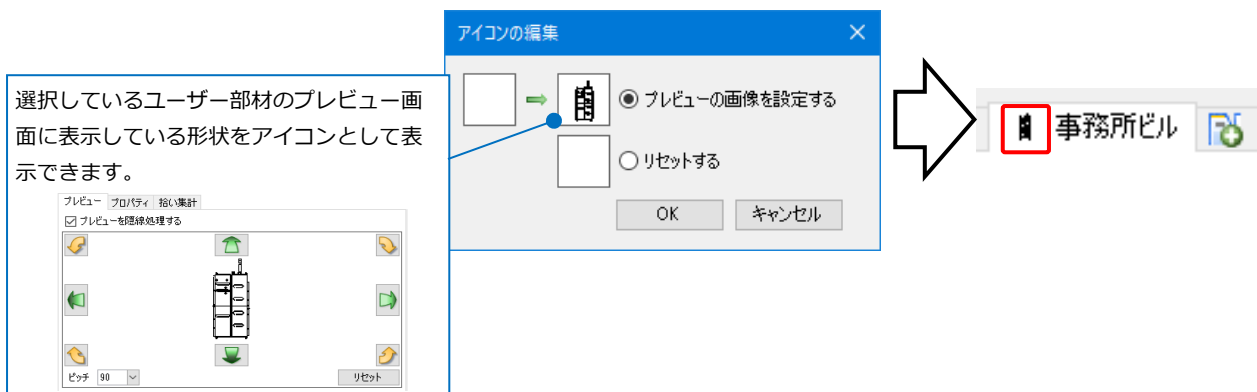 アイコンの編集
選択しているユーザー部材のプレビュー画
面に表示している形状をアイコンとして表
示できます。
プレビュー プロパティ 拾い集計
プレビューを隠線処理する
ピッチ 90
リセット
プレビューの画像を設定する
リセットする
OK キャンセル
事務所ビル